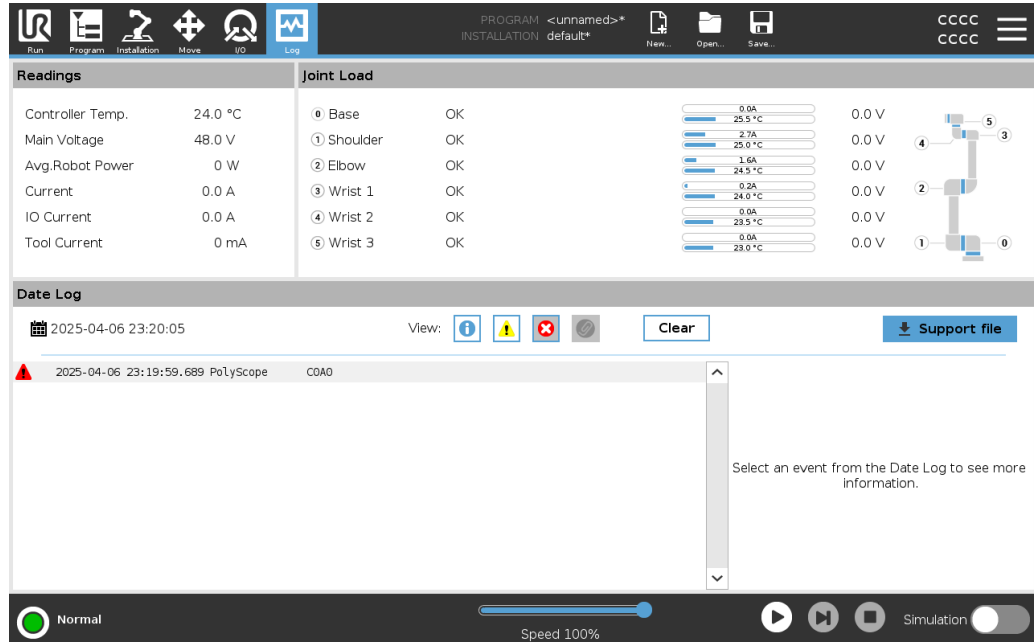 PROGRAM <unnamed>*
INSTALLATION default*
CCCC
CCCC
Run Program Installation Move I/O Log New... Open... Save...
Readings
Joint Load
Controller Temp. 24.0 °C
Main Voltage 48.0 V
Avg.Robot Power 0 W
Current 0.0 A
IO Current 0.0 A
Tool Current 0 mA
0 Base OK 0.0A 25.5 °C 0.0 V
1 Shoulder OK 2.7A 25.0 °C 0.0 V
2 Elbow OK 1.6A 24.5 °C 0.0 V
3 Wrist 1 OK 0.2A 24.0 °C 0.0 V
4 Wrist 2 OK 0.0A 23.5 °C 0.0 V
5 Wrist 3 OK 0.0A 23.0 °C 0.0 V
5
4 3
2
1 0
Date Log
2025-04-06 23:20:05 View: Clear Support file
2025-04-06 23:19:59.689 PolyScope C0A0
Select an event from the Date Log to see more
information.
Normal
Speed 100%
Simulation